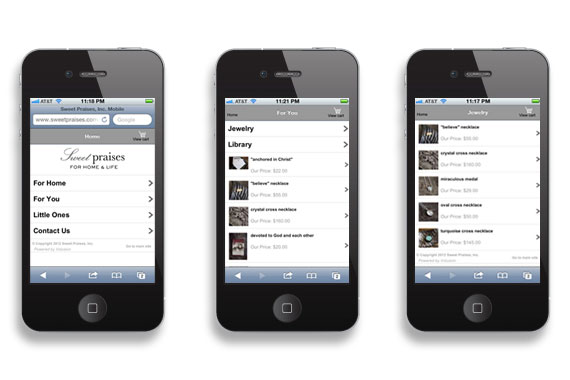 AT&T 11:18 PM
Sweet Praises, Inc. Mobile
www.sweetpraises.com Google
Home View cart
Sweet praises
FOR HOME & LIFE
For Home
For You
Little Ones
Contact Us
© Copyright 2012 Sweet Praises, Inc. Go to main site
Powered by Volusion
AT&T 11:21 PM
Home For You View cart
Jewelry
Library
"anchored in Christ"
Our Price: $22.00
"believe" necklace
Our Price: $55.00
crystal cross necklace
Our Price: $160.00
devoted to God and each other
Our Price: $20.00
AT&T 11:17 PM
Home Jewelry View cart
"believe" necklace
Our Price: $55.00
crystal cross necklace
Our Price: $160.00
miraculous medal
Our Price: $29.00
oval cross necklace
Our Price: $50.00
turquoise cross necklace
Our Price: $145.00
© Copyright 2012 Sweet Praises, Inc. Go to main site
Powered by Volusion